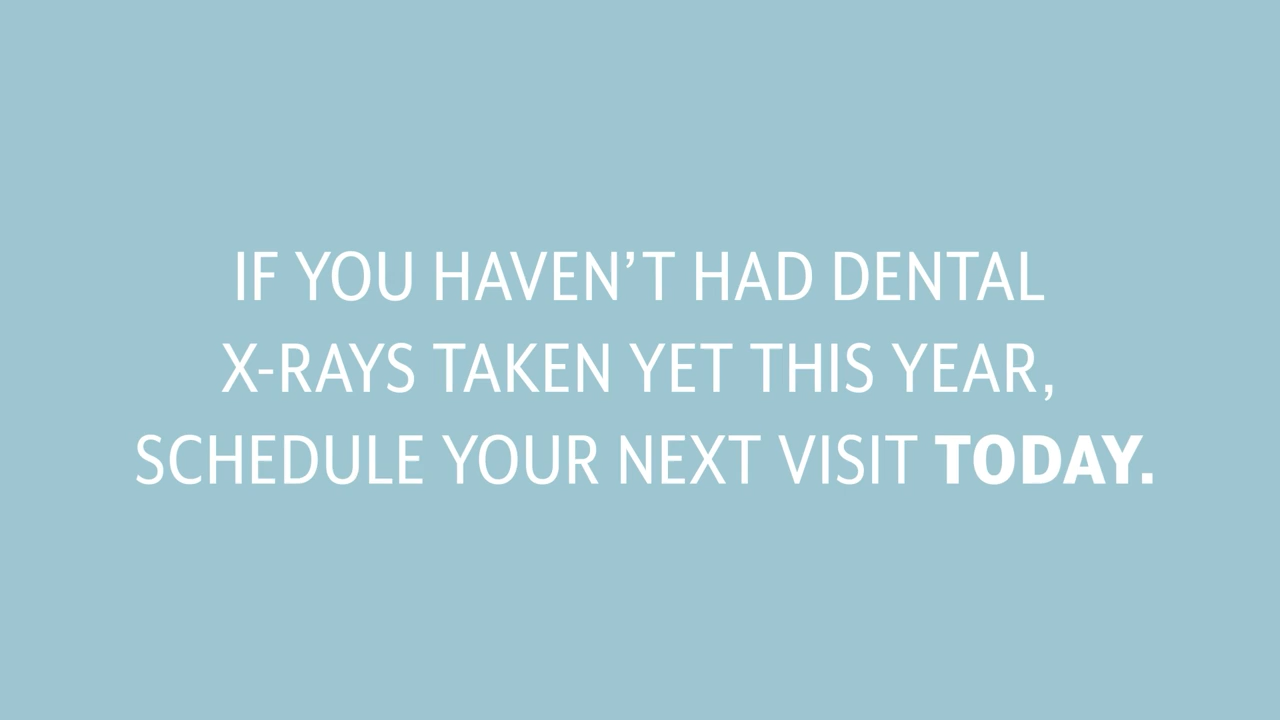 IF YOU HAVEN’T HAD DENTAL
X-RAYS TAKEN YET THIS YEAR,
SCHEDULE YOUR NEXT VISIT TODAY.